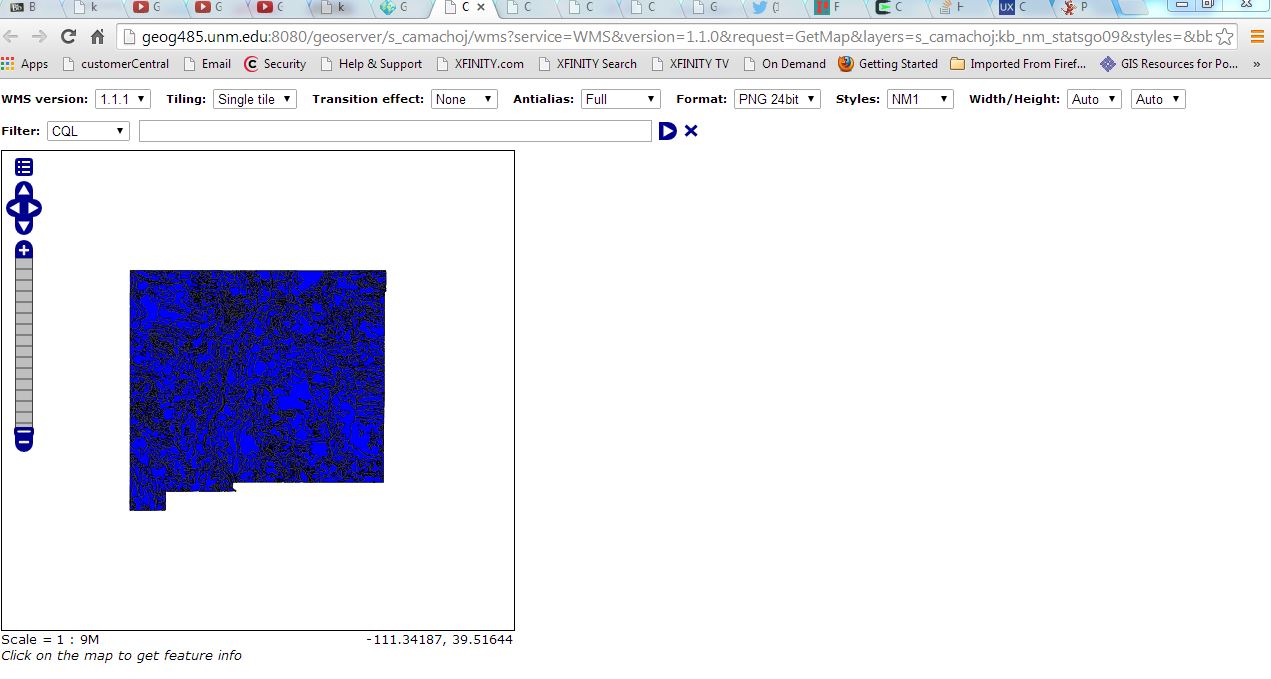 B k G G G k G C C C C G ( F C H UX C P
geog485.unm.edu:8080/geoserver/s_camachoj/wms?service=WMS&version=1.1.0&request=GetMap&layers=s_camachoj:kb_nm_statsgo09&styles=&bb
Apps customerCentral Email Security Help & Support XFINITY.com XFINITY Search XFINITY TV On Demand Getting Started Imported From Firef... GIS Resources for Po... »
WMS version: 1.1.1 Tiling: Single tile Transition effect: None Antialias: Full Format: PNG 24bit Styles: NM1 Width/Height: Auto Auto
Filter: CQL
Scale = 1 : 9M -111.34187, 39.51644
Click on the map to get feature info